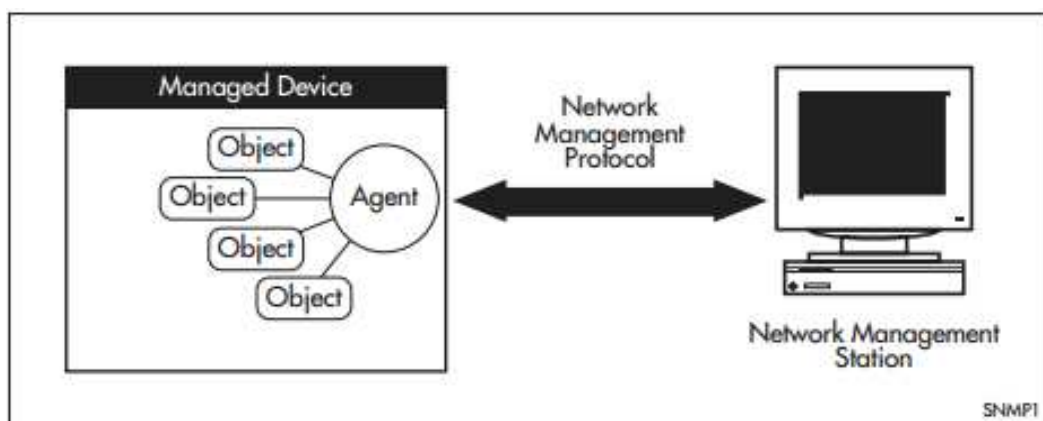 Managed Device
Object
Object
Object
Object
Agent
Network
Management
Protocol
Network Management
Station
SNMP1